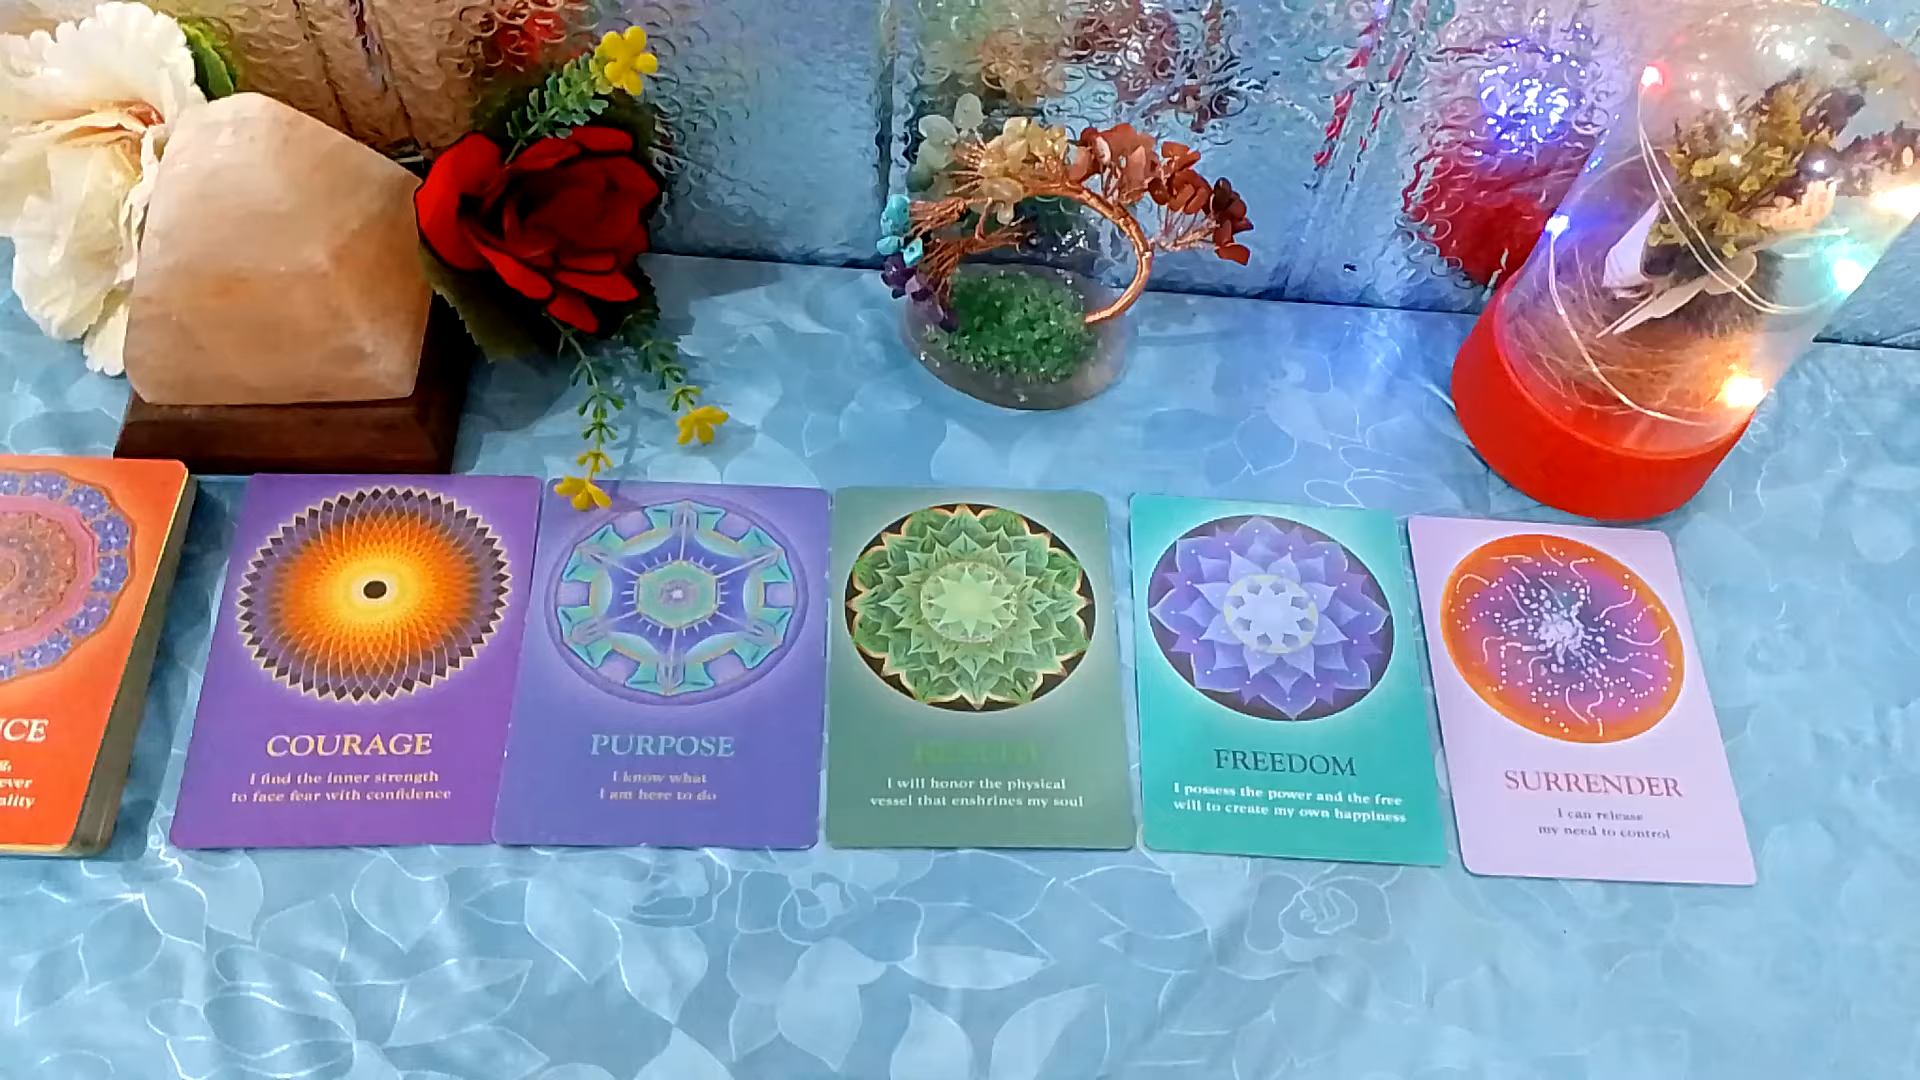 ICE
g,
ever
ality
COURAGE
I find the inner strength
to face fear with confidence
PURPOSE
I know what
I am here to do
I will honor the physical
vessel that enshrines my soul
FREEDOM
I possess the power and the free
will to create my own happiness
SURRENDER
I can release
my need to control